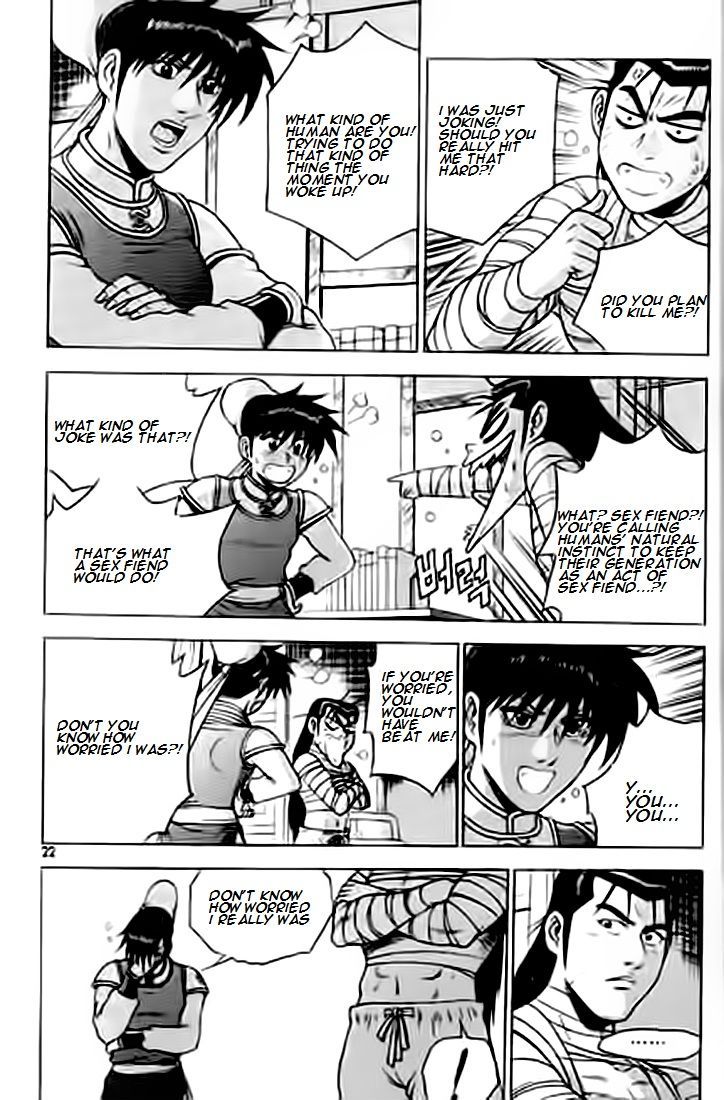 WHAT KIND OF
HUMAN ARE YOU!
TRYING TO DO
THAT KIND OF
THING THE
MOMENT YOU
WOKE UP!
I WAS JUST
JOKING!
SHOULD YOU
REALLY HIT
ME THAT
HARD?!
DID YOU PLAN
TO KILL ME?!
WHAT KIND OF
JOKE WAS THAT?!
THAT'S WHAT
A SEX FIEND
WOULD DO!
WHAT? SEX FIEND?!
YOU'RE CALLING
HUMANS' NATURAL
INSTINCT TO KEEP
THEIR GENERATION
AS AN ACT OF
SEX FIEND...?!
버럭
DON'T YOU
KNOW HOW
WORRIED I WAS?!
IF YOU'RE
WORRIED,
YOU
WOULDN'T
HAVE
BEAT ME!
Y...
YOU...
YOU...
22
DON'T KNOW
HOW WORRIED
I REALLY WAS
!
......